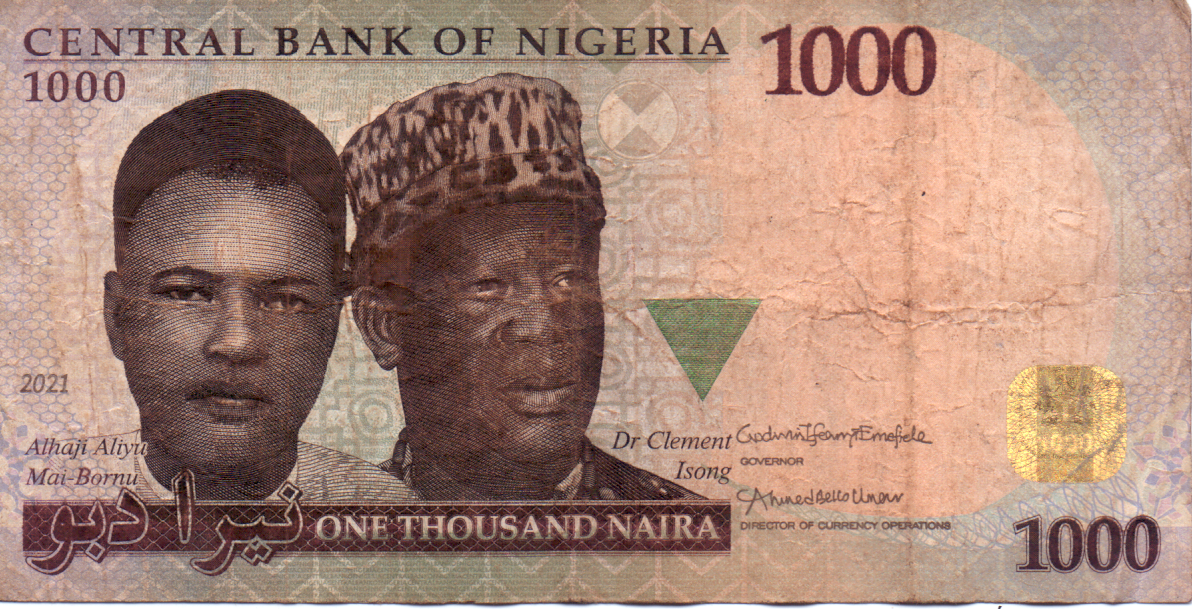 CENTRAL BANK OF NIGERIA
1000
1000
2021
Alhaji Aliyu
Mai-Bornu
Dr Clement
Isong
Godwin Ifeanyi Emefiele
GOVERNOR
Ahmed Bello Umar
DIRECTOR OF CURRENCY OPERATIONS
نيرا دبو
ONE THOUSAND NAIRA
1000